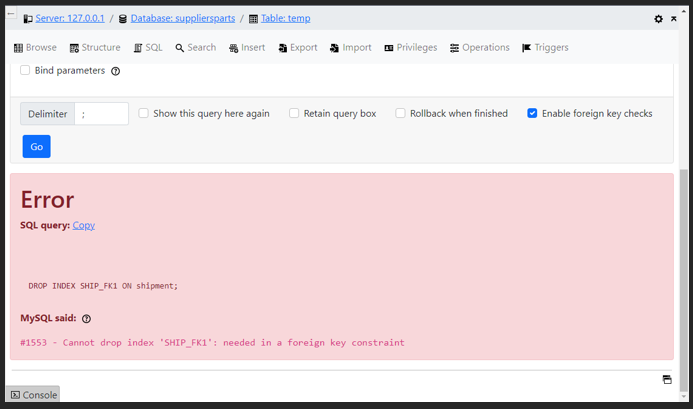 Server: 127.0.0.1 / Database: suppliersparts / Table: temp
Browse Structure SQL Search Insert Export Import Privileges Operations Triggers
Bind parameters
Delimiter ; Show this query here again Retain query box Rollback when finished Enable foreign key checks
Go
Error
SQL query: Copy
DROP INDEX SHIP_FK1 ON shipment;
MySQL said:
#1553 - Cannot drop index 'SHIP_FK1': needed in a foreign key constraint
Console